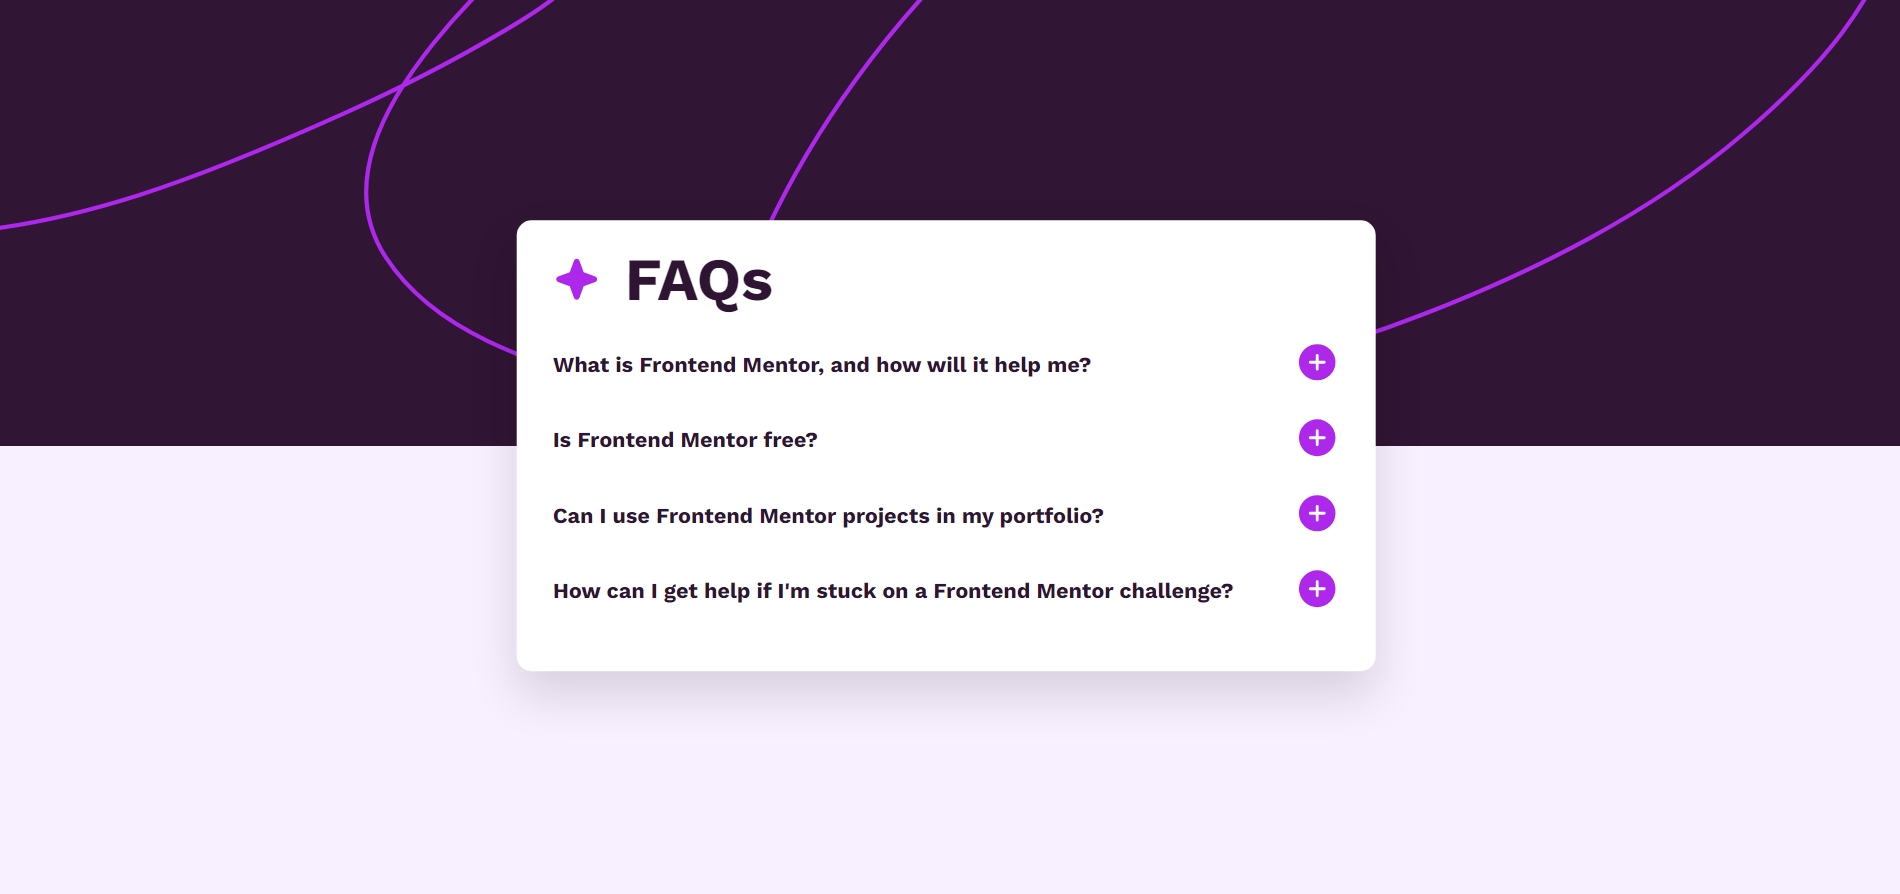 FAQs
What is Frontend Mentor, and how will it help me?
Is Frontend Mentor free?
Can I use Frontend Mentor projects in my portfolio?
How can I get help if I'm stuck on a Frontend Mentor challenge?